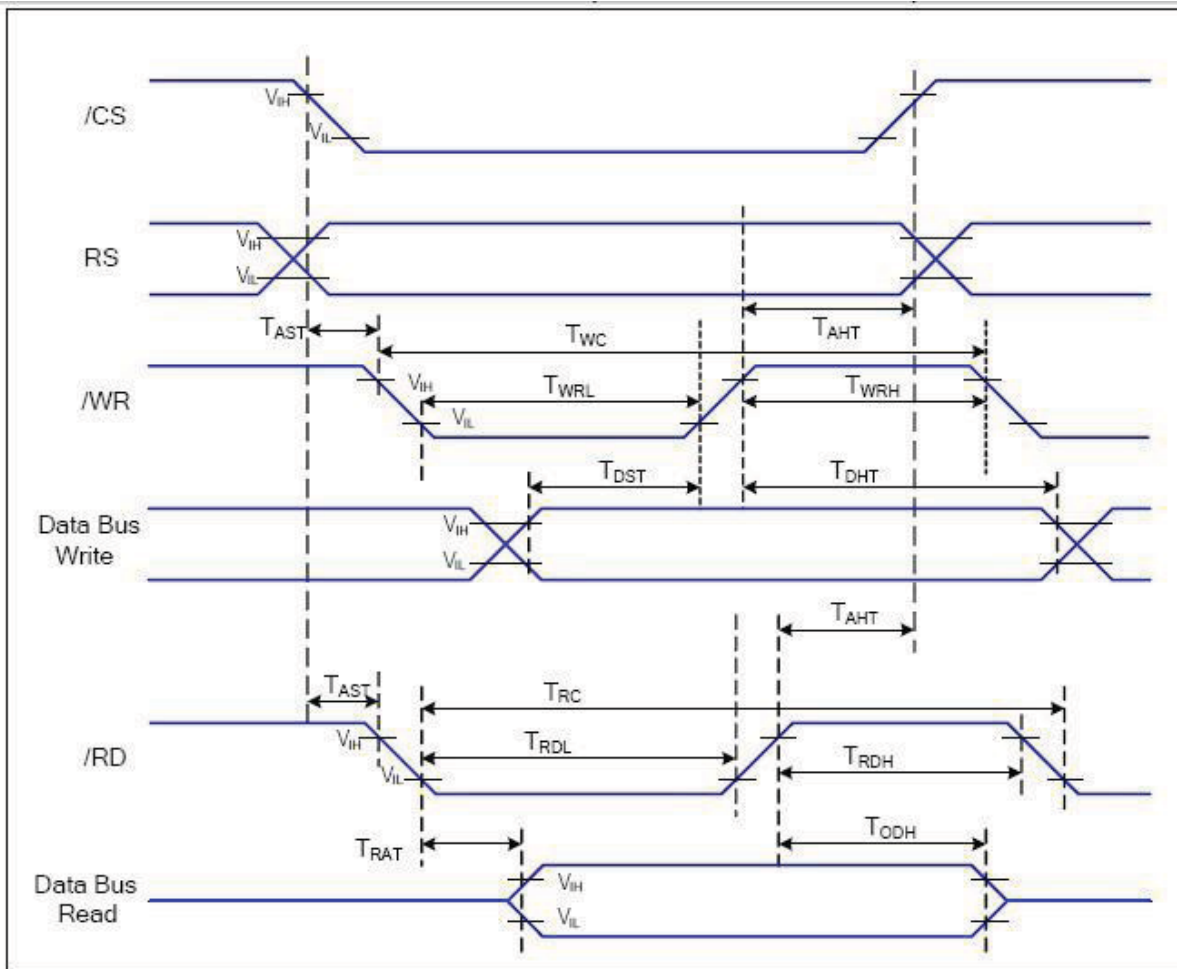 /CS
VIH
VIL
RS
VIH
VIL
TAST
TWC
TAHT
/WR
VIH
VIL
TWRL
TWRH
TDST
TDHT
Data Bus
Write
VIH
VIL
TAHT
TAST
TRC
/RD
VIH
VIL
TRDL
TRDH
TRAT
TODH
Data Bus
Read
VIH
VIL